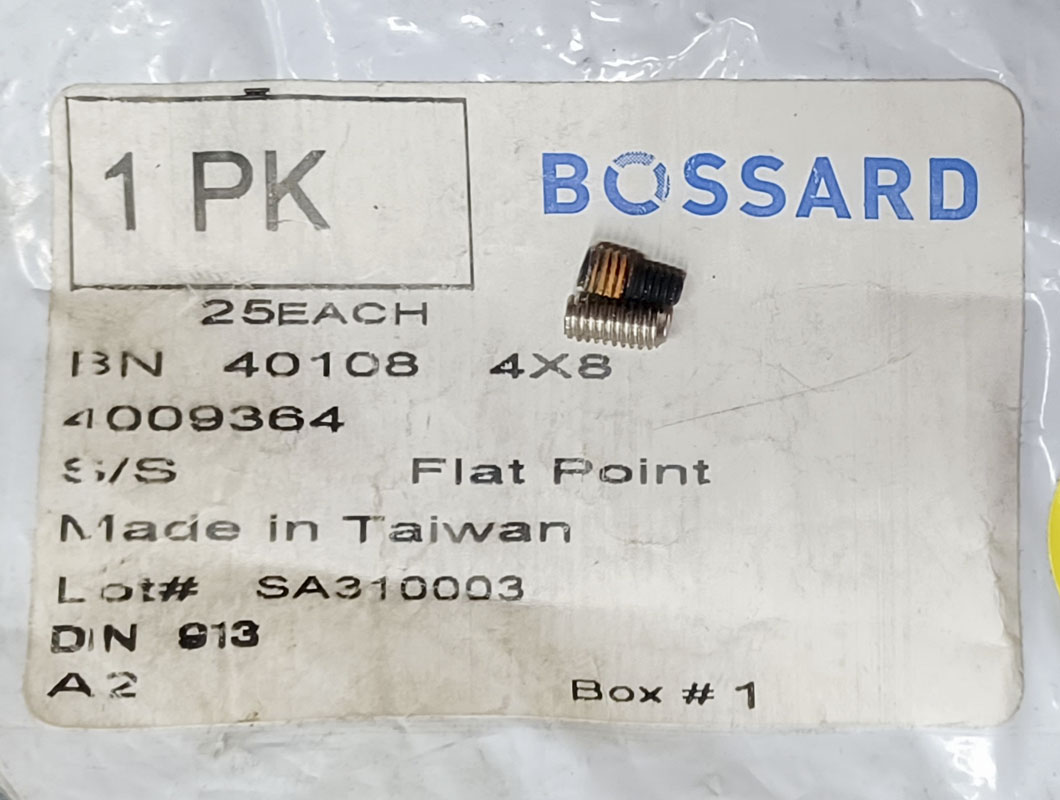 1 PK
BOSSARD
25EACH
BN 40108 4X8
4009364
S/S Flat Point
Made in Taiwan
Lot# SA310003
DIN 913
A2
Box # 1